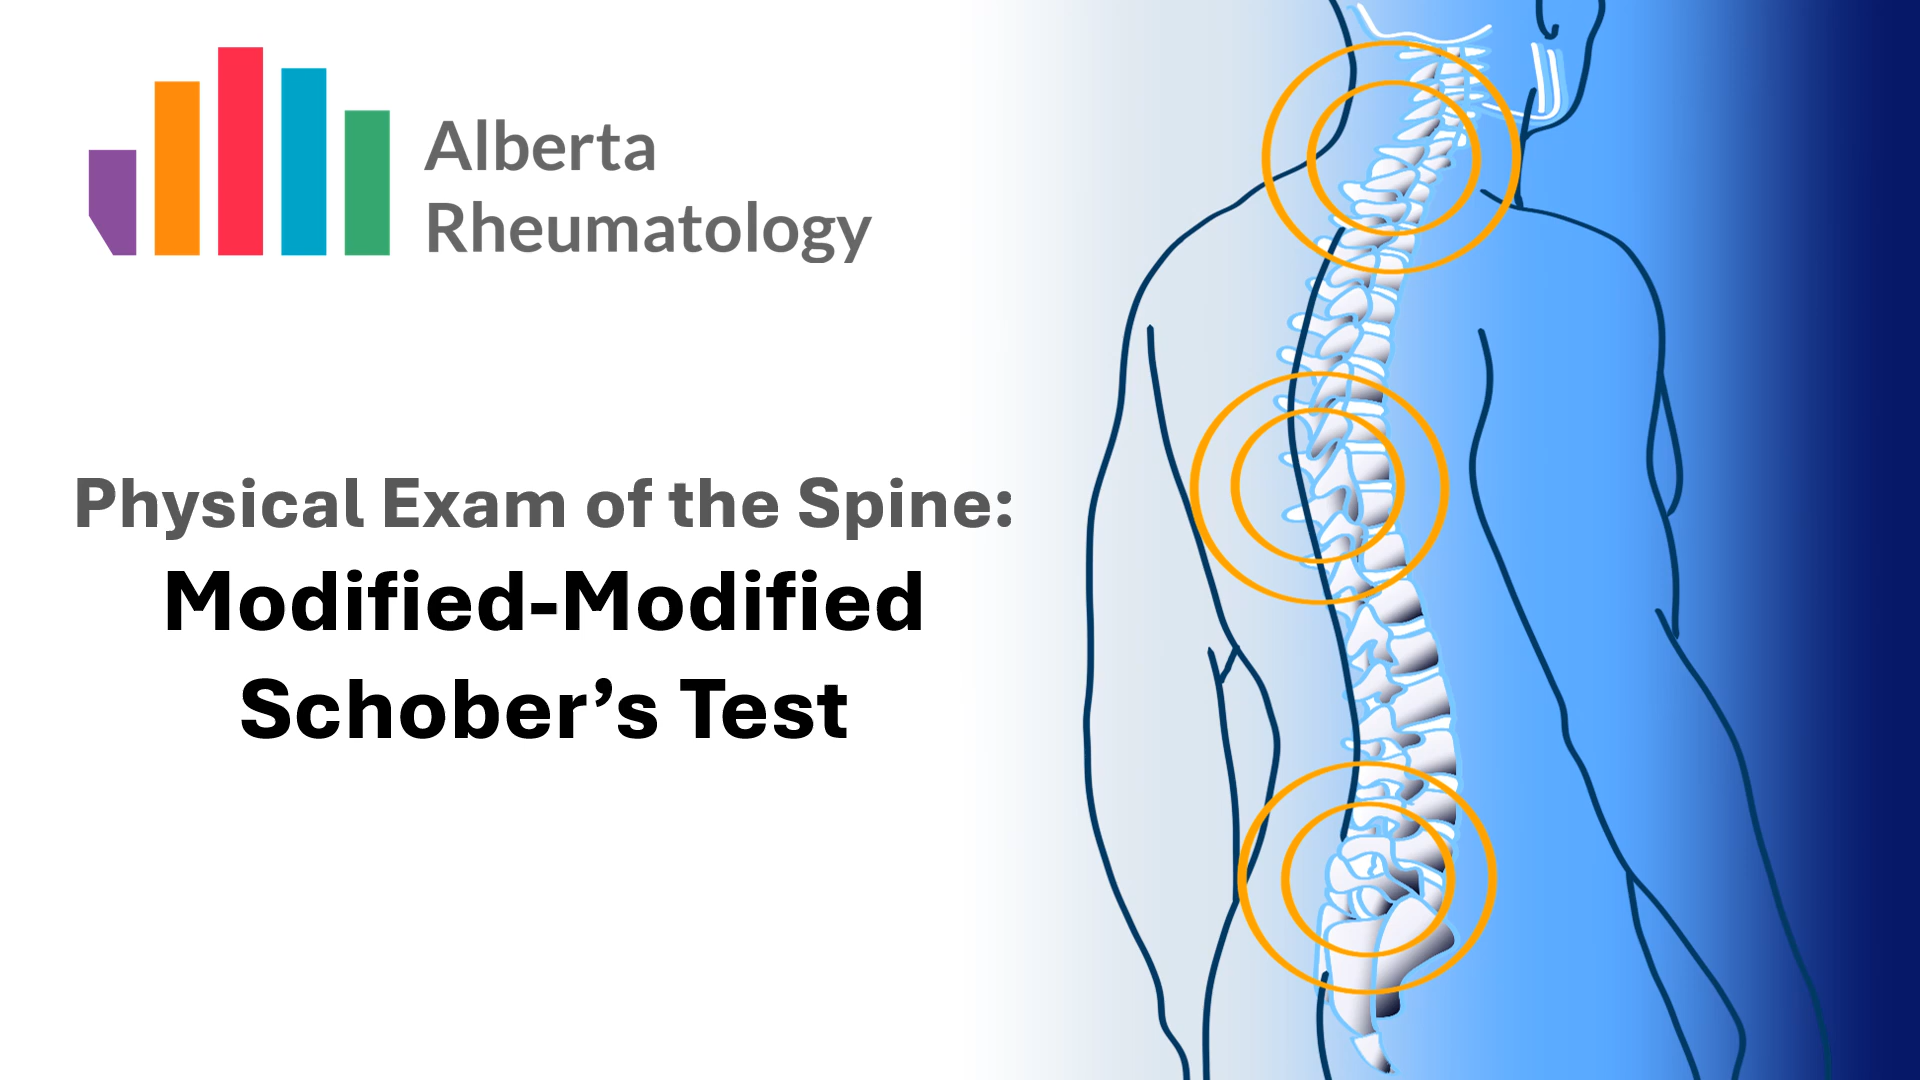 Alberta
Rheumatology
Physical Exam of the Spine:
Modified-Modified
Schober’s Test